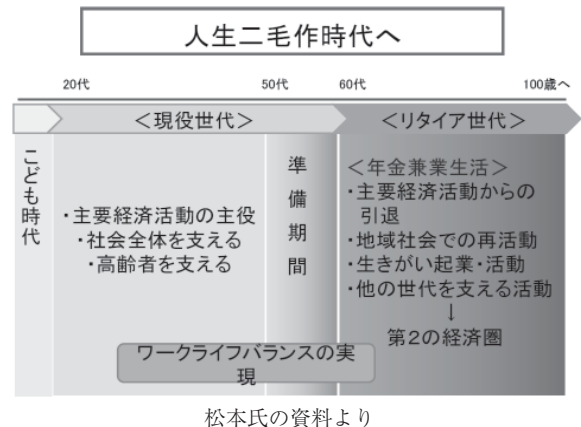 人生二毛作時代へ
20代
50代
60代
100歳へ
＜現役世代＞
＜リタイア世代＞
こども時代
・主要経済活動の主役
・社会全体を支える
・高齢者を支える
準備期間
＜年金兼業生活＞
・主要経済活動からの
引退
・地域社会での再活動
・生きがい起業・活動
・他の世代を支える活動
↓
第2の経済圏
ワークライフバランスの実
現
松本氏の資料より